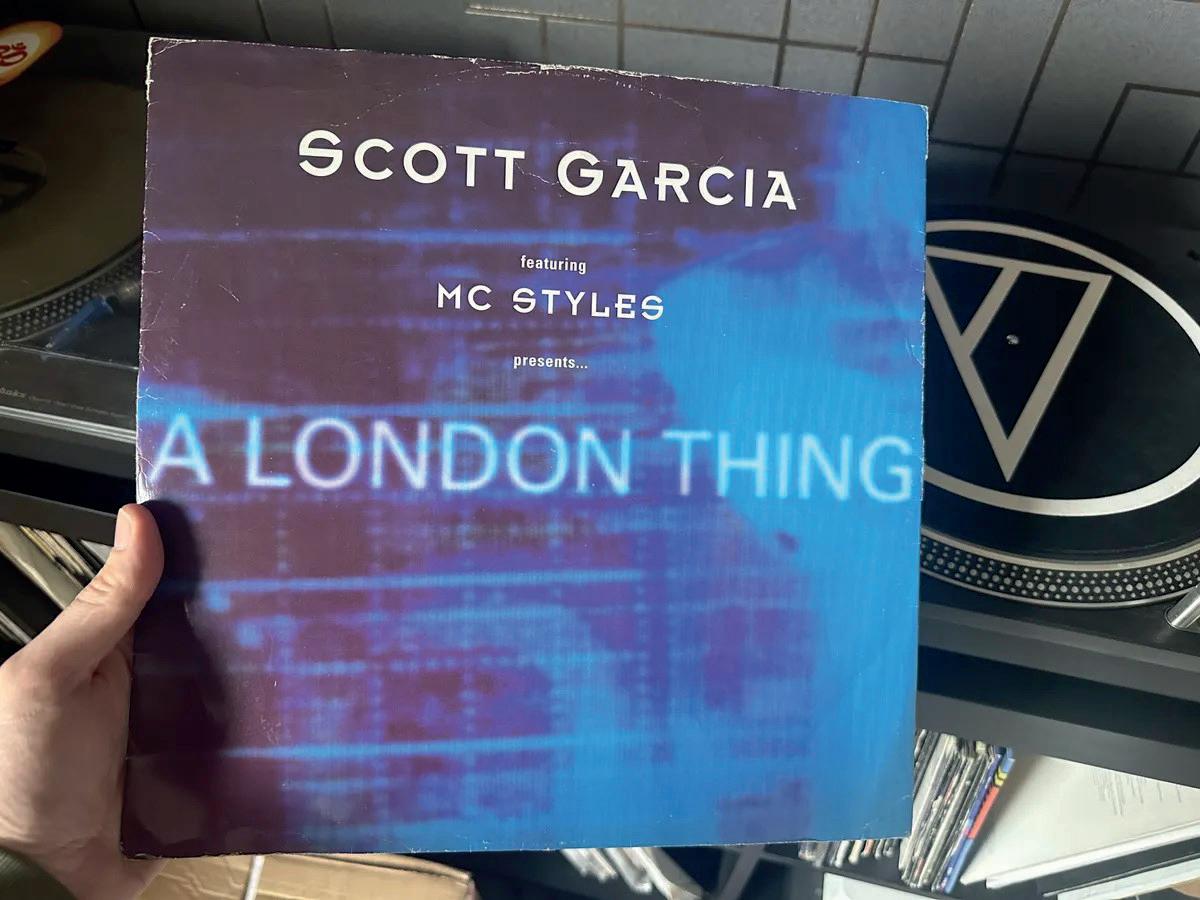 SCOTT GARCIA
featuring
MC STYLES
presents...
A LONDON THING